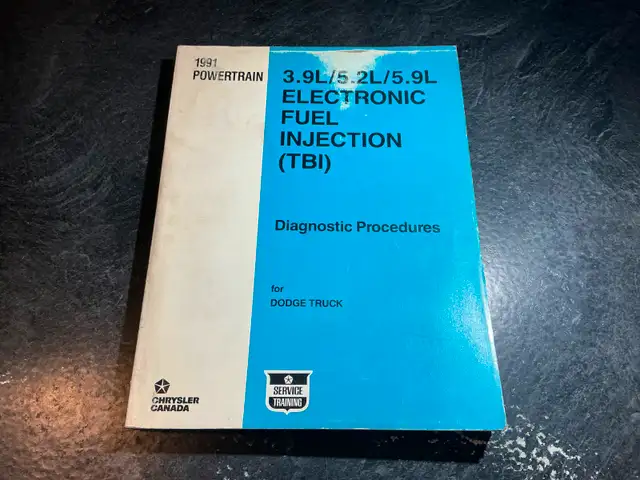 1991
POWERTRAIN
3.9L/5.2L/5.9L
ELECTRONIC
FUEL
INJECTION
(TBI)
Diagnostic Procedures
for
DODGE TRUCK
CHRYSLER
CANADA
SERVICE
TRAINING